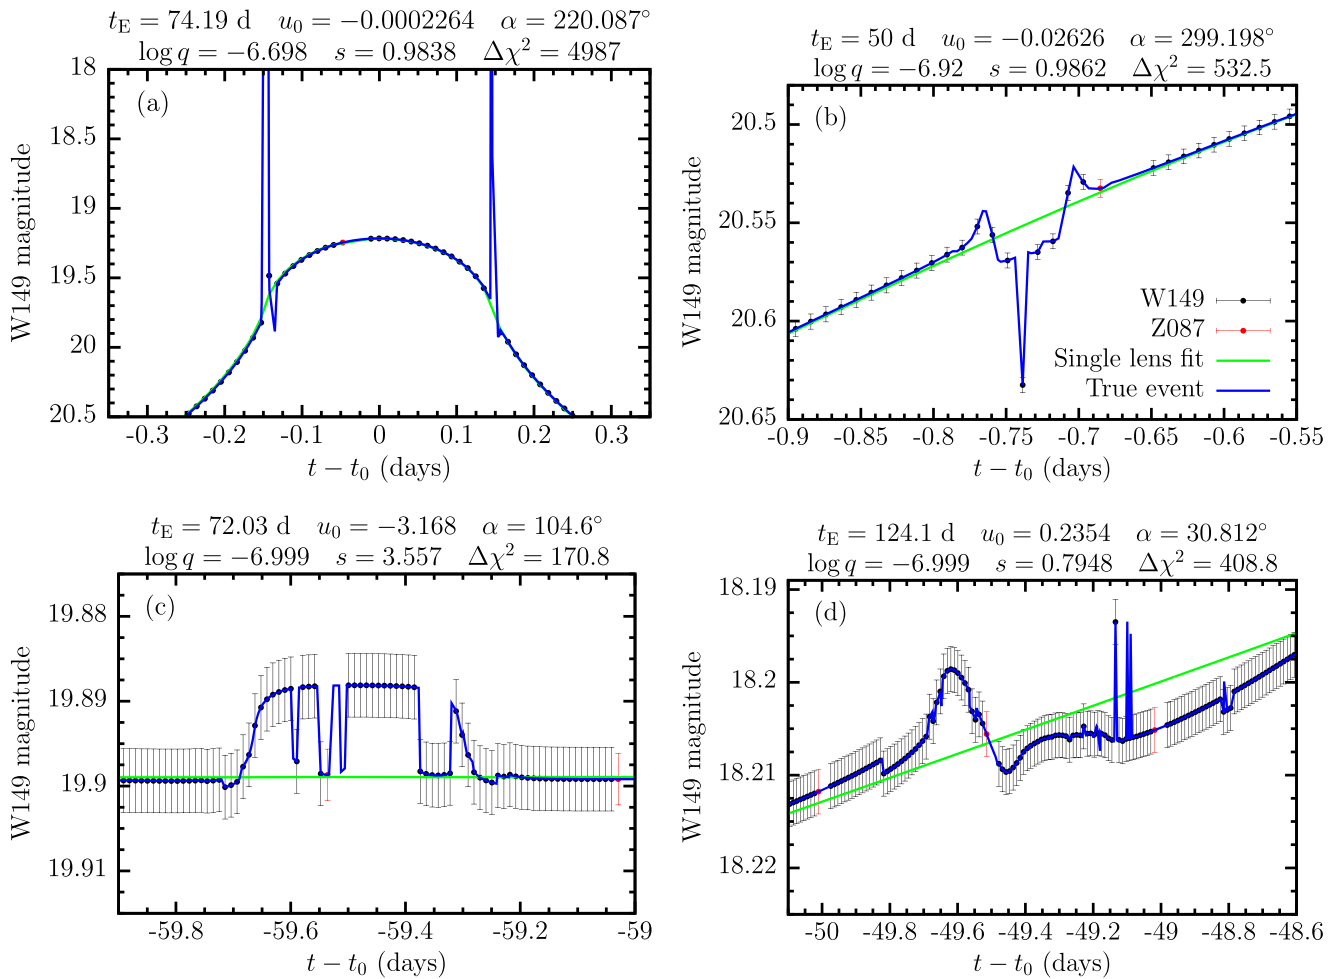 t_E = 74.19 d u_0 = −0.0002264 α = 220.087°
log q = −6.698 s = 0.9838 Δχ² = 4987
18
18.5
19
19.5
20
20.5
W149 magnitude
(a)
-0.3 -0.2 -0.1 0 0.1 0.2 0.3
t − t_0 (days)
t_E = 50 d u_0 = −0.02626 α = 299.198°
log q = −6.92 s = 0.9862 Δχ² = 532.5
20.5
20.55
20.6
20.65
W149 magnitude
(b)
W149
Z087
Single lens fit
True event
-0.9 -0.85 -0.8 -0.75 -0.7 -0.65 -0.6 -0.55
t − t_0 (days)
t_E = 72.03 d u_0 = −3.168 α = 104.6°
log q = −6.999 s = 3.557 Δχ² = 170.8
19.88
19.89
19.9
19.91
W149 magnitude
(c)
-59.8 -59.6 -59.4 -59.2 -59
t − t_0 (days)
t_E = 124.1 d u_0 = 0.2354 α = 30.812°
log q = −6.999 s = 0.7948 Δχ² = 408.8
18.19
18.2
18.21
18.22
W149 magnitude
(d)
-50 -49.8 -49.6 -49.4 -49.2 -49 -48.8 -48.6
t − t_0 (days)